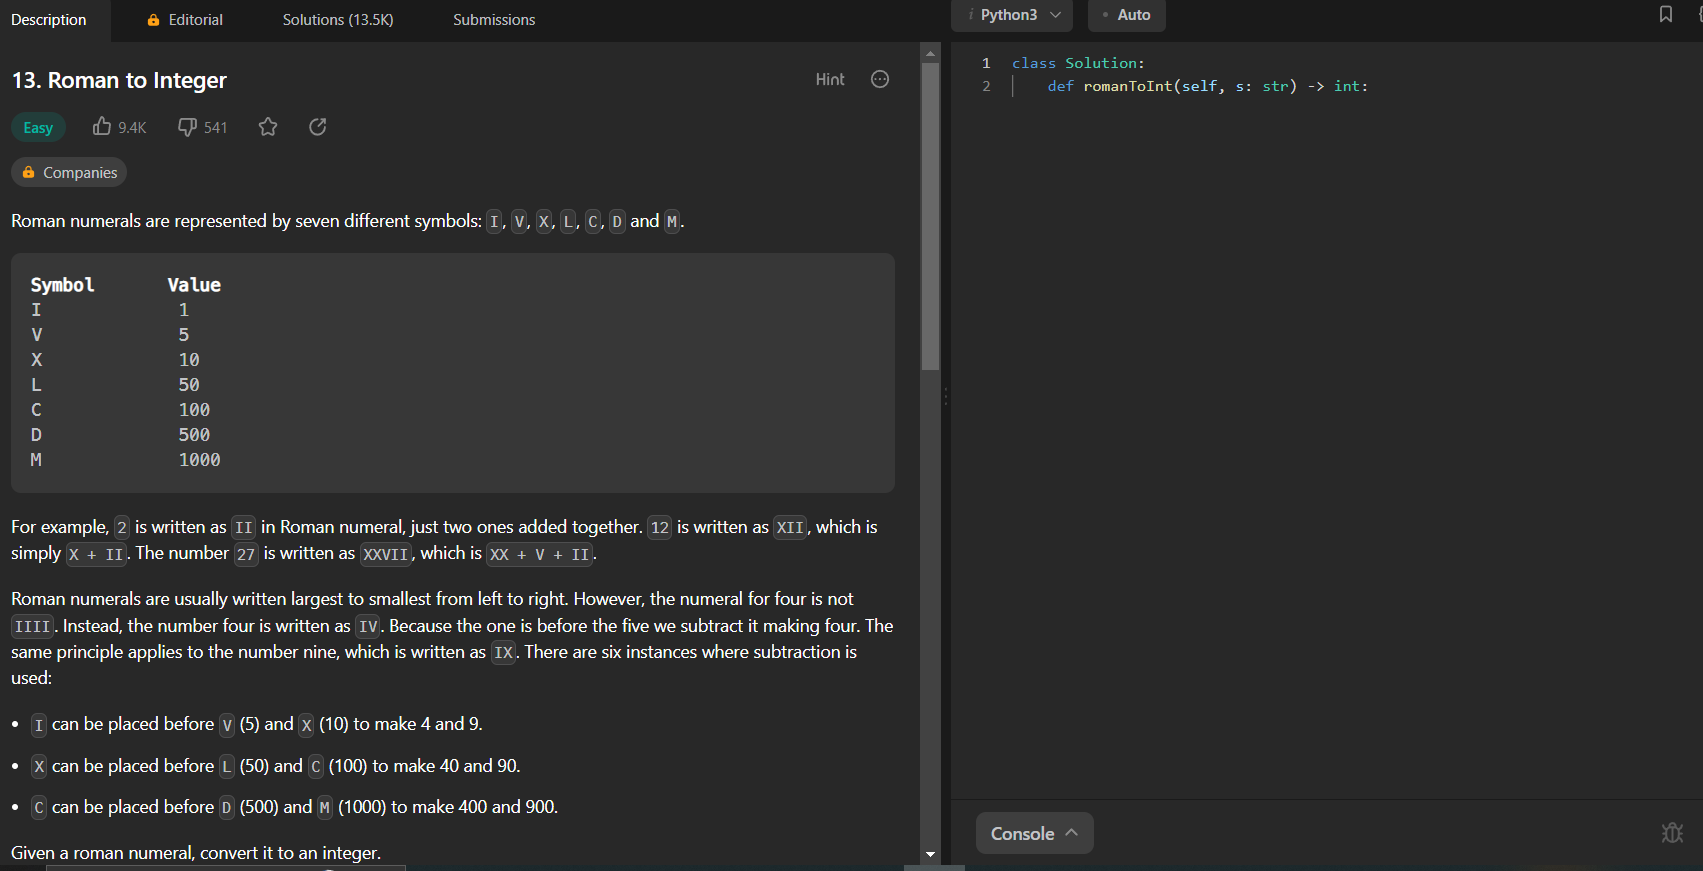 Description Editorial Solutions (13.5K) Submissions
13. Roman to Integer Hint
Easy 9.4K 541
Companies
Roman numerals are represented by seven different symbols: I, V, X, L, C, D and M.
Symbol Value
I 1
V 5
X 10
L 50
C 100
D 500
M 1000
For example, 2 is written as II in Roman numeral, just two ones added together. 12 is written as XII, which is
simply X + II. The number 27 is written as XXVII, which is XX + V + II.
Roman numerals are usually written largest to smallest from left to right. However, the numeral for four is not
IIII. Instead, the number four is written as IV. Because the one is before the five we subtract it making four. The
same principle applies to the number nine, which is written as IX. There are six instances where subtraction is
used:
• I can be placed before V (5) and X (10) to make 4 and 9.
• X can be placed before L (50) and C (100) to make 40 and 90.
• C can be placed before D (500) and M (1000) to make 400 and 900.
Given a roman numeral, convert it to an integer.
i Python3 • Auto
1 class Solution:
2 def romanToInt(self, s: str) -> int:
Console